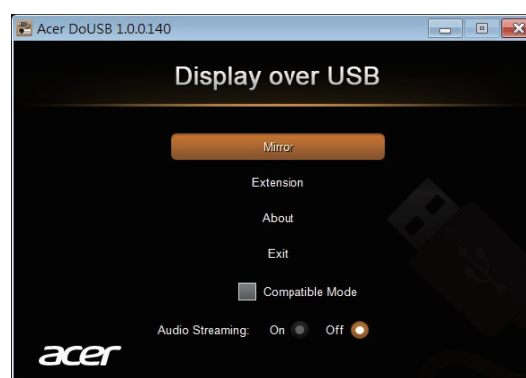 Acer DoUSB 1.0.0.140
Display over USB
Mirror
Extension
About
Exit
Compatible Mode
Audio Streaming: On Off
acer